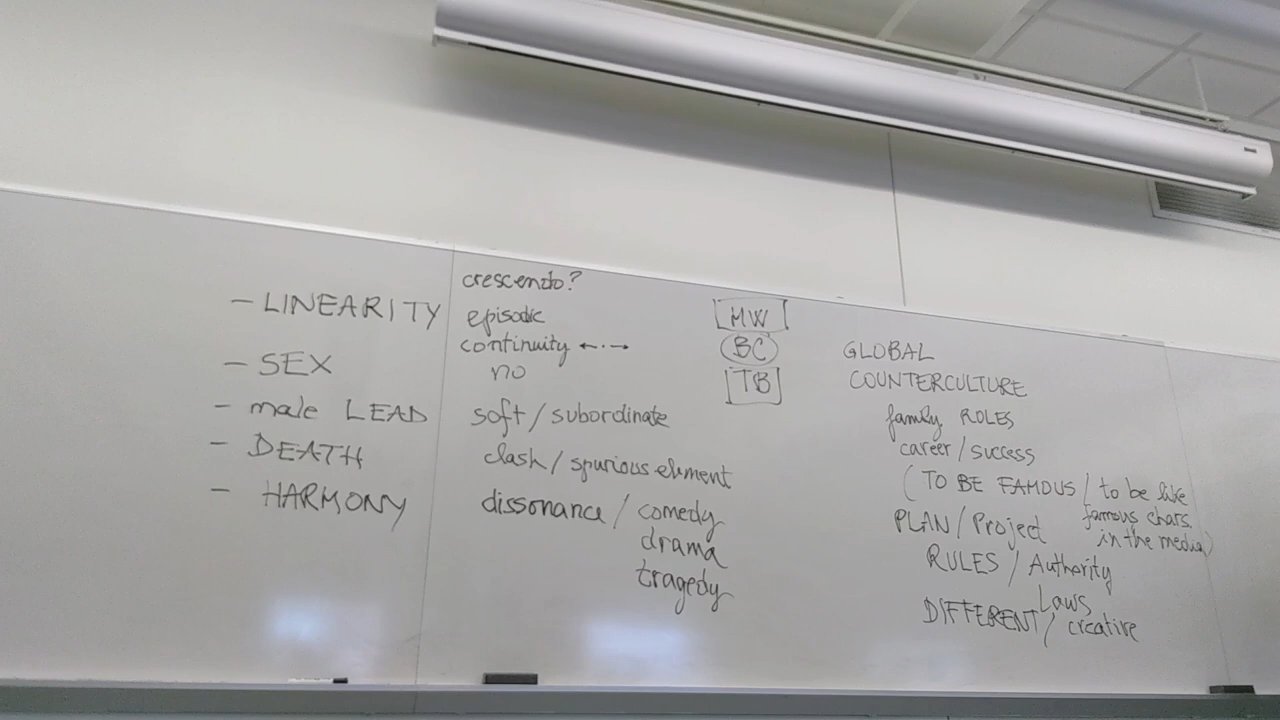 crescendo?
- LINEARITY
episodic
continuity ←·→
- SEX
no
- male LEAD
soft / subordinate
- DEATH
clash / spurious element
- HARMONY
dissonance / comedy
drama
tragedy
MW
BC
TB
GLOBAL
COUNTERCULTURE
family ROLES
career / success
(TO BE FAMOUS / to be like
famous chars.
in the media)
PLAN / Project
RULES / Authority
Laws
DIFFERENT / creative